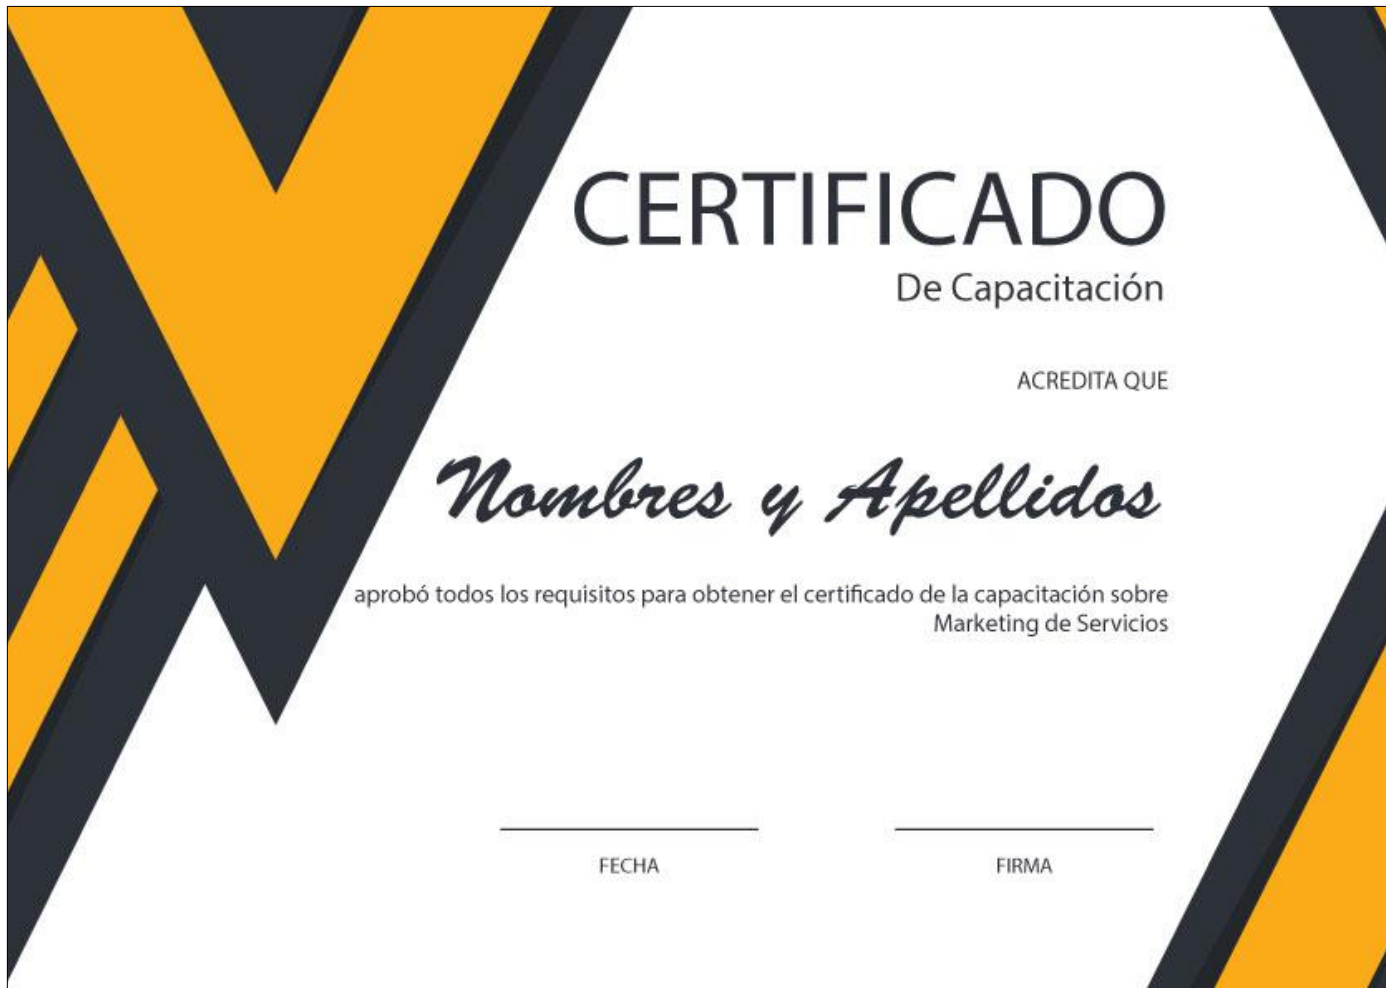 CERTIFICADO
De Capacitación
ACREDITA QUE
Nombres y Apellidos
aprobó todos los requisitos para obtener el certificado de la capacitación sobre
Marketing de Servicios
FECHA
FIRMA